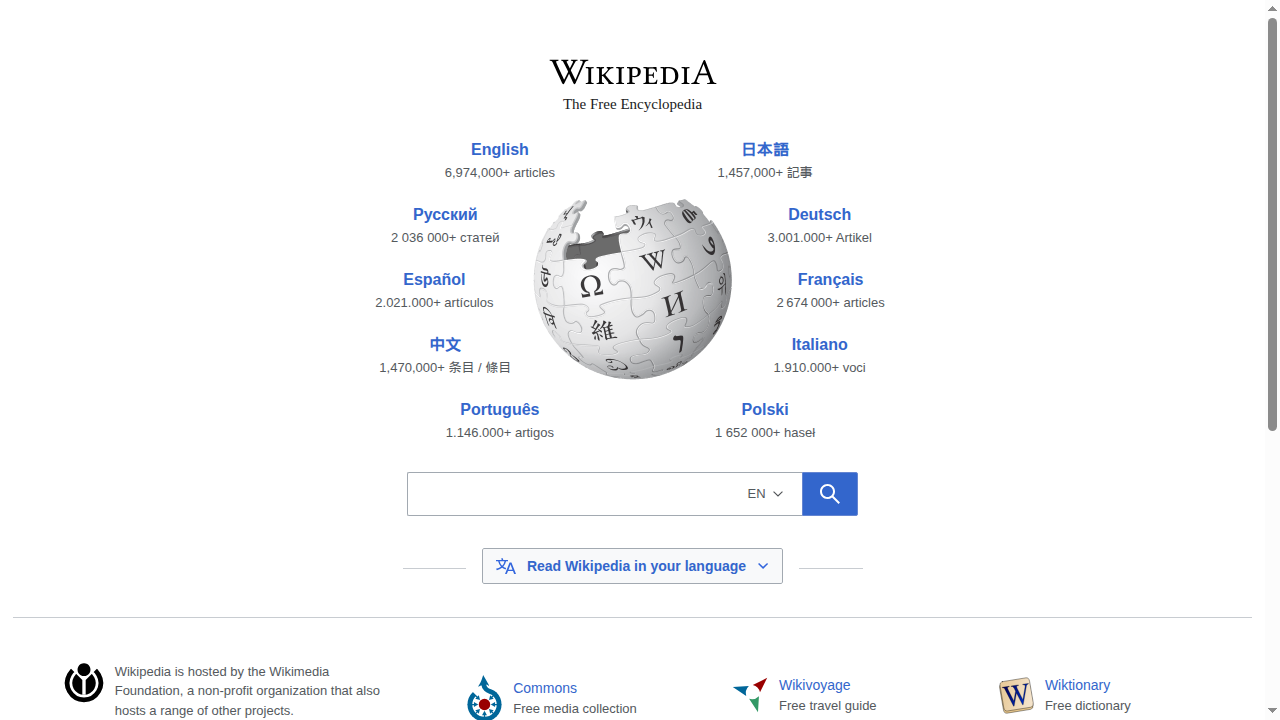 WIKIPEDIA
The Free Encyclopedia
English
6,974,000+ articles
日本語
1,457,000+ 記事
Русский
2 036 000+ статей
Deutsch
3.001.000+ Artikel
Español
2.021.000+ artículos
Français
2 674 000+ articles
中文
1,470,000+ 条目 / 條目
Italiano
1.910.000+ voci
Português
1.146.000+ artigos
Polski
1 652 000+ haseł
Ω
W
И
維
ウィ
EN
Read Wikipedia in your language
Wikipedia is hosted by the Wikimedia
Foundation, a non-profit organization that also
hosts a range of other projects.
Commons
Free media collection
Wikivoyage
Free travel guide
W
Wiktionary
Free dictionary